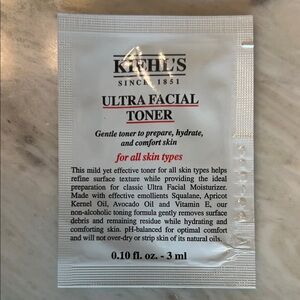 KIEHL'S
SINCE 1851
ULTRA FACIAL
TONER
Gentle toner to prepare, hydrate,
and comfort skin
for all skin types
This mild yet effective toner for all skin types helps
refine surface texture while providing the ideal
preparation for classic Ultra Facial Moisturizer.
Made with effective emollients Squalane, Apricot
Kernel Oil, Avocado Oil and Vitamin E, our
non-alcoholic toning formula gently removes surface
debris and remaining residue while hydrating and
comforting skin. pH-balanced for optimal comfort
and will not over-dry or strip skin of its natural oils.
0.10 fl. oz. - 3 ml